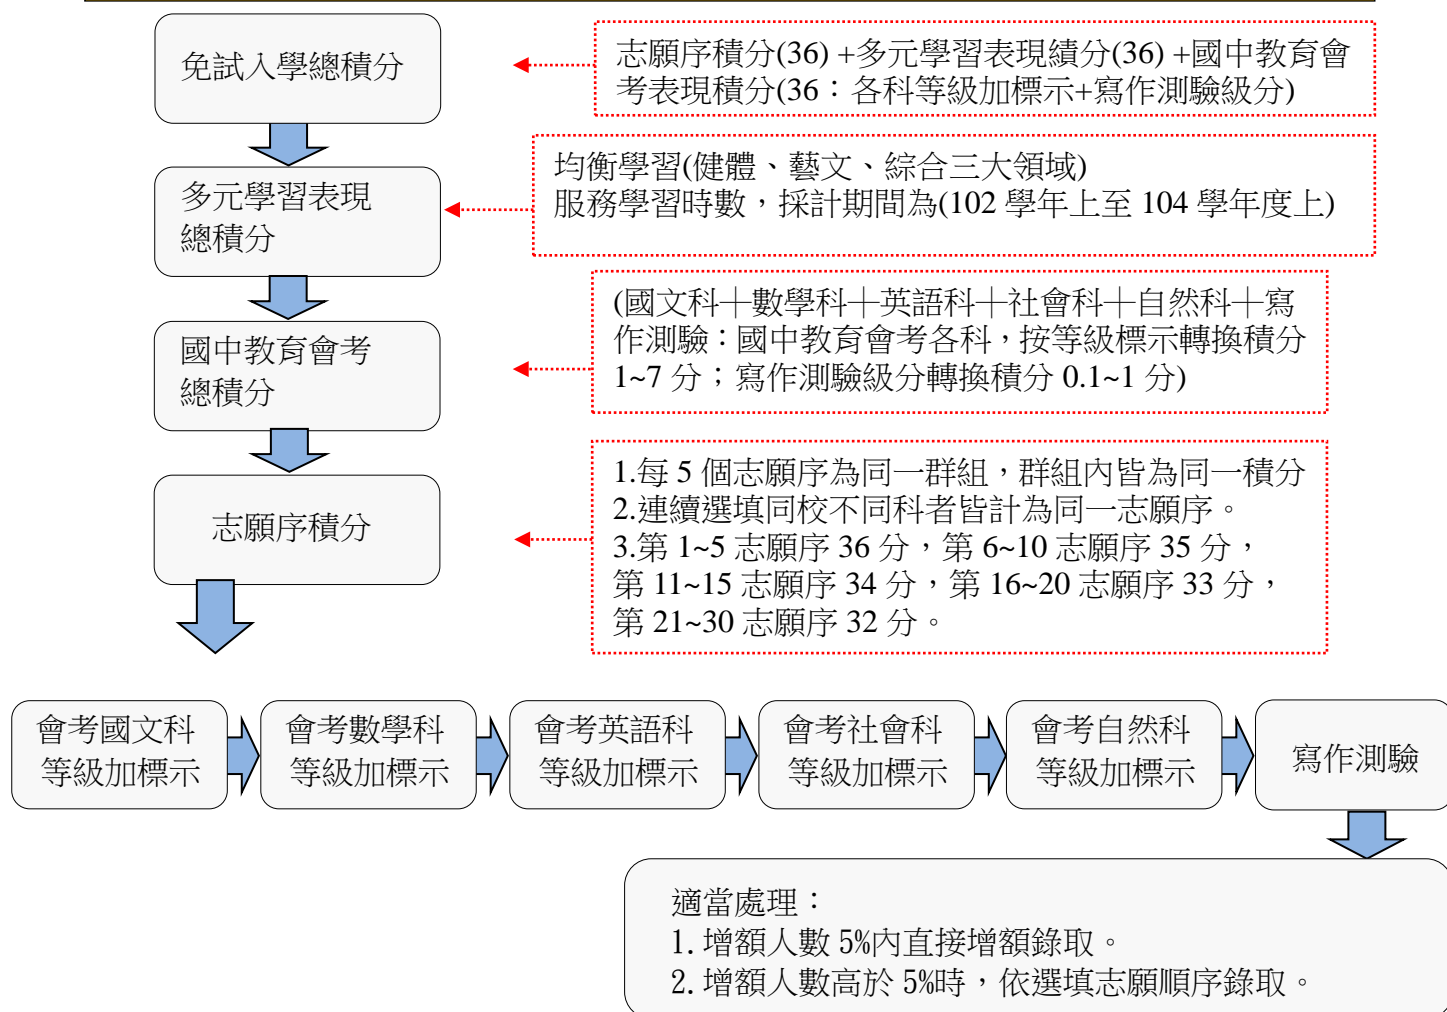 免試入學總積分
志願序積分(36) +多元學習表現績分(36) +國中教育會
考表現積分(36：各科等級加標示+寫作測驗級分)
多元學習表現
總積分
均衡學習(健體、藝文、綜合三大領域)
服務學習時數，採計期間為(102 學年上至 104 學年度上)
國中教育會考
總積分
(國文科＋數學科＋英語科＋社會科＋自然科＋寫
作測驗：國中教育會考各科，按等級標示轉換積分
1~7 分；寫作測驗級分轉換積分 0.1~1 分)
志願序積分
1.每 5 個志願序為同一群組，群組內皆為同一積分
2.連續選填同校不同科者皆計為同一志願序。
3.第 1~5 志願序 36 分，第 6~10 志願序 35 分，
第 11~15 志願序 34 分，第 16~20 志願序 33 分，
第 21~30 志願序 32 分。
會考國文科
等級加標示
會考數學科
等級加標示
會考英語科
等級加標示
會考社會科
等級加標示
會考自然科
等級加標示
寫作測驗
適當處理：
1.增額人數 5%內直接增額錄取。
2.增額人數高於 5%時，依選填志願順序錄取。